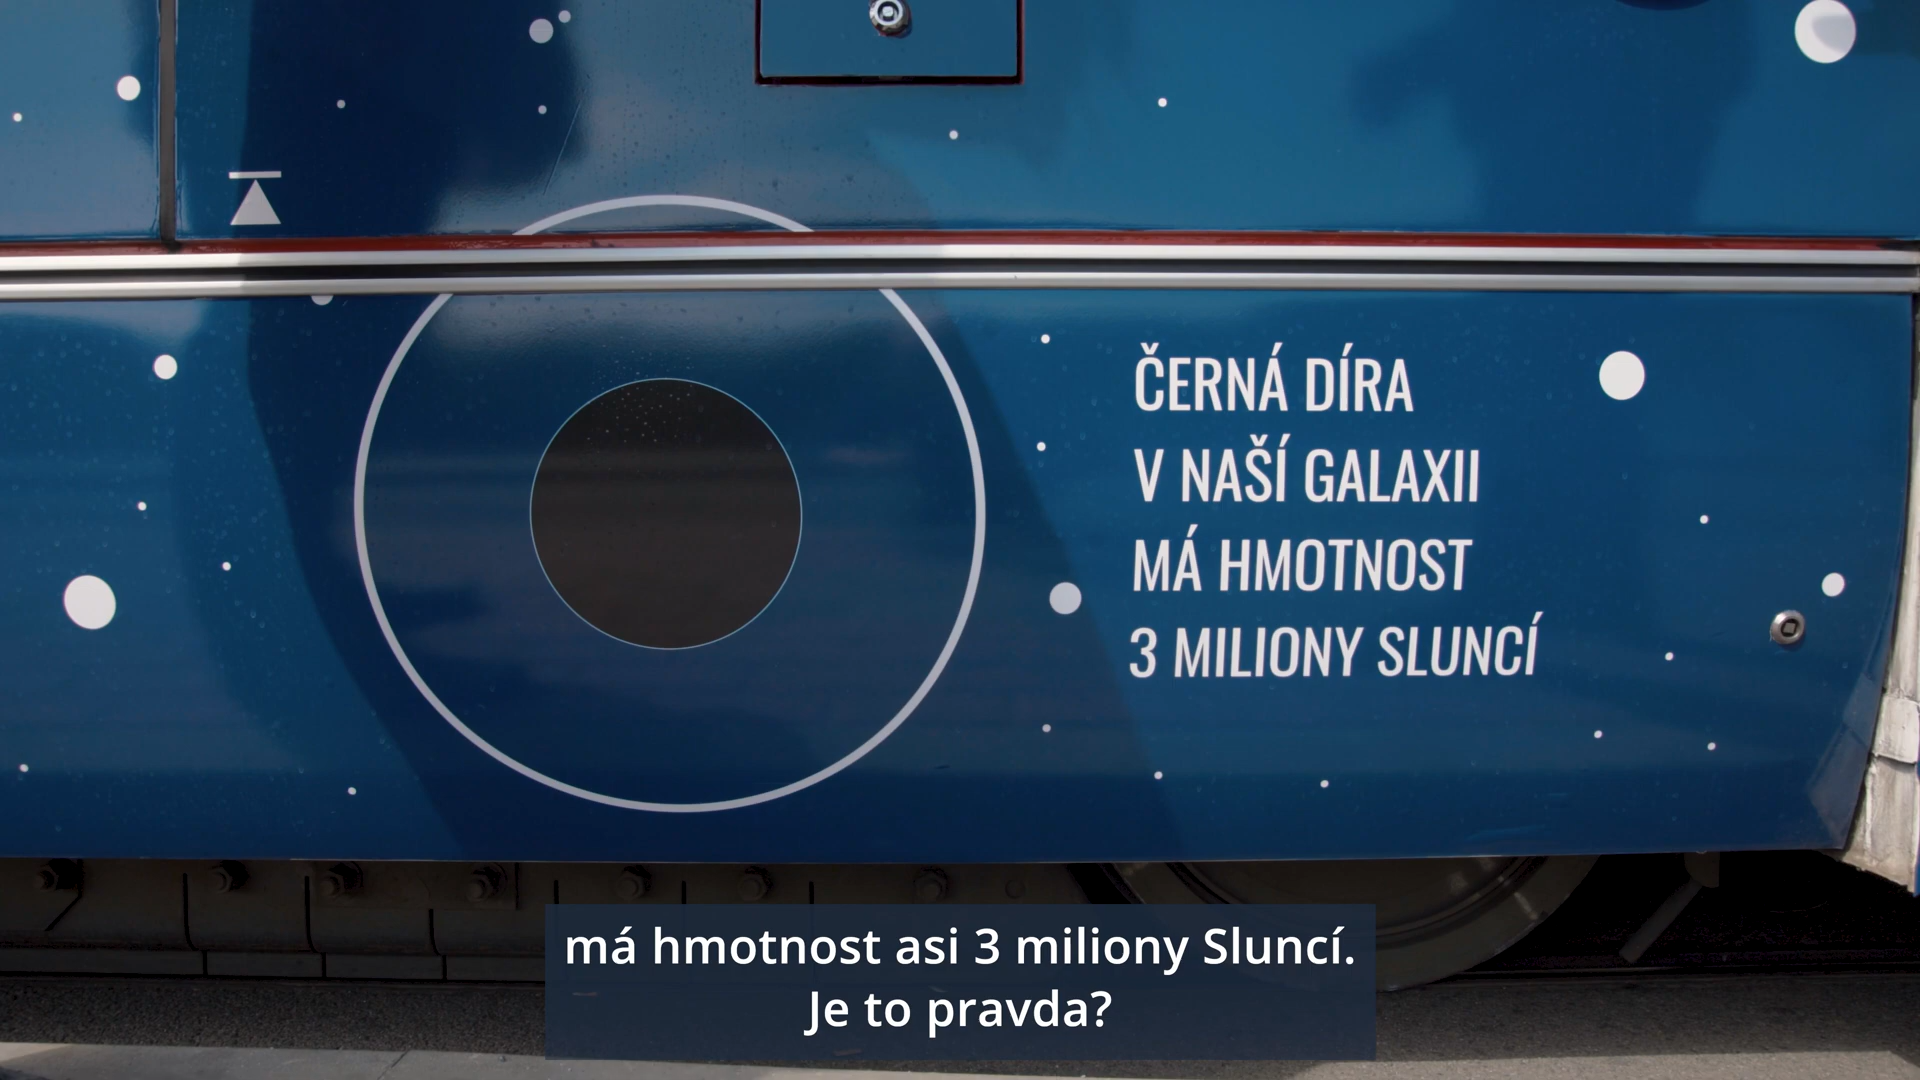 ČERNÁ DÍRA
V NAŠÍ GALAXII
MÁ HMOTNOST
3 MILIONY SLUNCÍ
má hmotnost asi 3 miliony Sluncí.
Je to pravda?